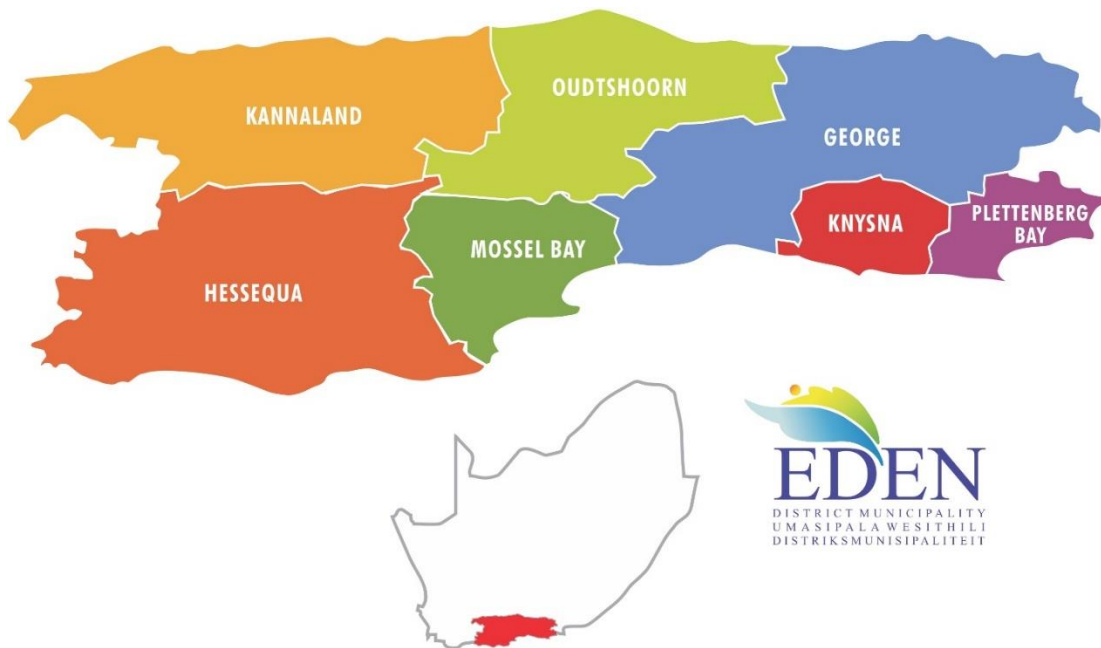 KANNALAND
OUDTSHOORN
GEORGE
HESSEQUA
MOSSEL BAY
KNYSNA
PLETTENBERG
BAY
EDEN
DISTRICT MUNICIPALITY
UMASIPALA WESITHILI
DISTRIKSMUNISIPALITEIT